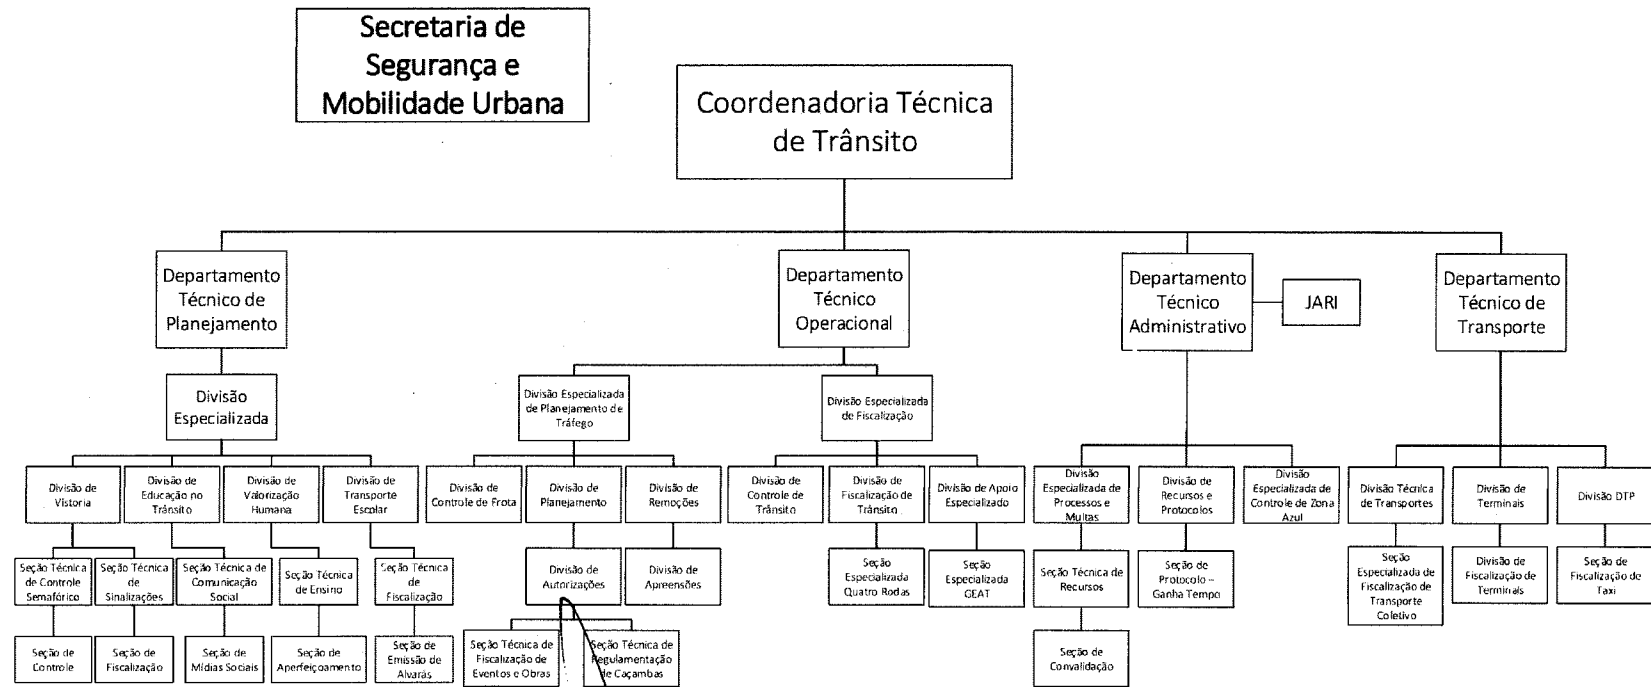 Secretaria de
Segurança e
Mobilidade Urbana
Coordenadoria Técnica
de Trânsito
Departamento
Técnico de
Planejamento
Departamento
Técnico
Operacional
Departamento
Técnico
Administrativo
JARI
Departamento
Técnico de
Transporte
Divisão
Especializada
Divisão Especializada
de Planejamento de
Tráfego
Divisão Especializada
de Fiscalização
Divisão de
Vistoria
Divisão de
Educação no
Trânsito
Divisão de
Valorização
Humana
Divisão de
Transporte
Escolar
Divisão de
Controle de Frota
Divisão de
Planejamento
Divisão de
Remoções
Divisão de
Controle de
Trânsito
Divisão de
Fiscalização de
Trânsito
Divisão de Apoio
Especializado
Divisão
Especializada de
Processos e
Multas
Divisão de
Recursos e
Protocolos
Divisão
Especializada de
Controle de Zona
Azul
Divisão Técnica
de Transportes
Divisão de
Terminais
Divisão DTP
Seção Técnica
de Controle
Semafórico
Seção Técnica
de
Sinalizações
Seção Técnica de
Comunicação
Social
Seção Técnica
de Ensino
Seção Técnica
de
Fiscalização
Divisão de
Autorizações
Divisão de
Apreensões
Seção
Especializada
Quatro Rodas
Seção
Especializada
GEAT
Seção Técnica de
Recursos
Seção de
Protocolo –
Ganha Tempo
Seção
Especializada de
Fiscalização de
Transporte
Coletivo
Divisão de
Fiscalização de
Terminais
Seção de
Fiscalização de
Taxi
Seção de
Controle
Seção de
Fiscalização
Seção de
Mídias Sociais
Seção de
Aperfeiçoamento
Seção de
Emissão de
Alvarás
Seção Técnica de
Fiscalização de
Eventos e Obras
Seção Técnica de
Regulamentação
de Caçambas
Seção de
Convalidação